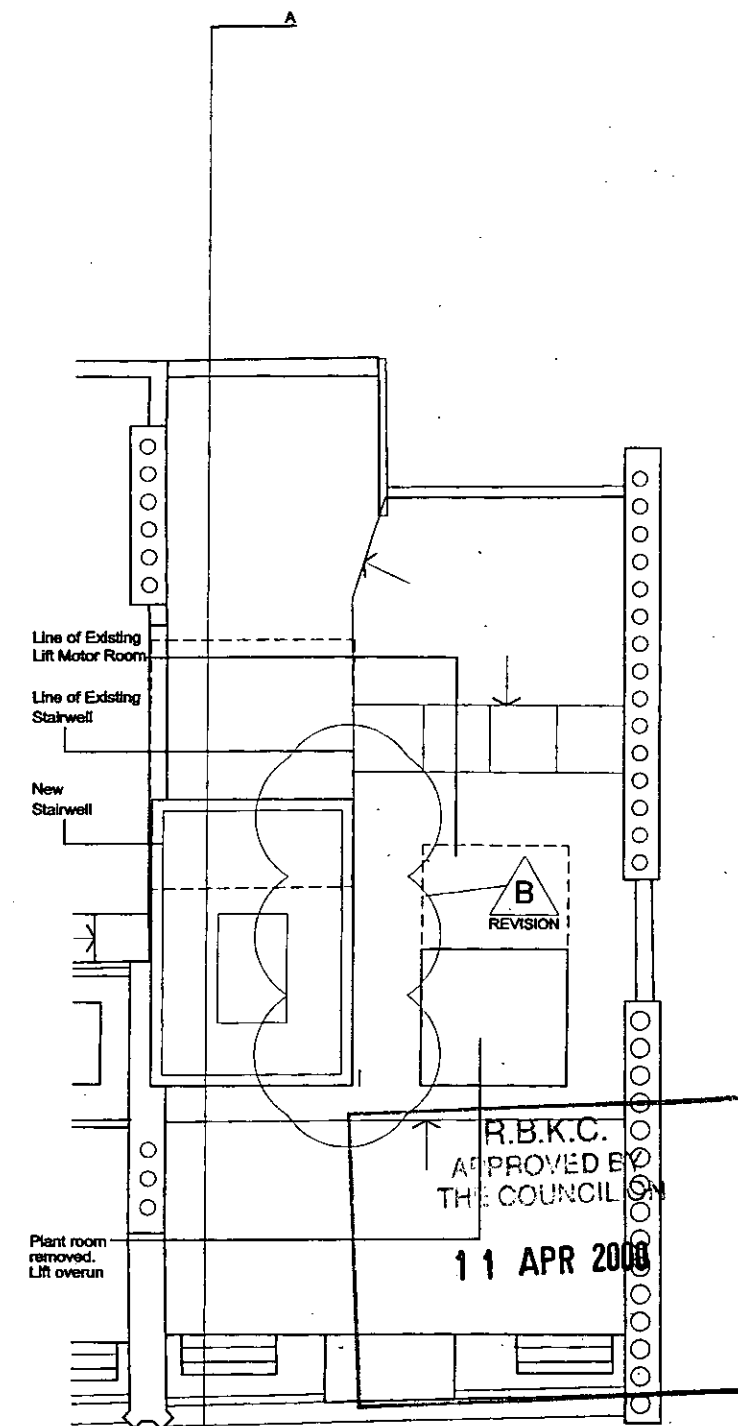 A
Line of Existing
Lift Motor Room
Line of Existing
Stairwell
New
Stairwell
B
REVISION
R.B.K.C.
APPROVED BY
THE COUNCIL ON
11 APR 2000
Plant room
removed.
Lift overun